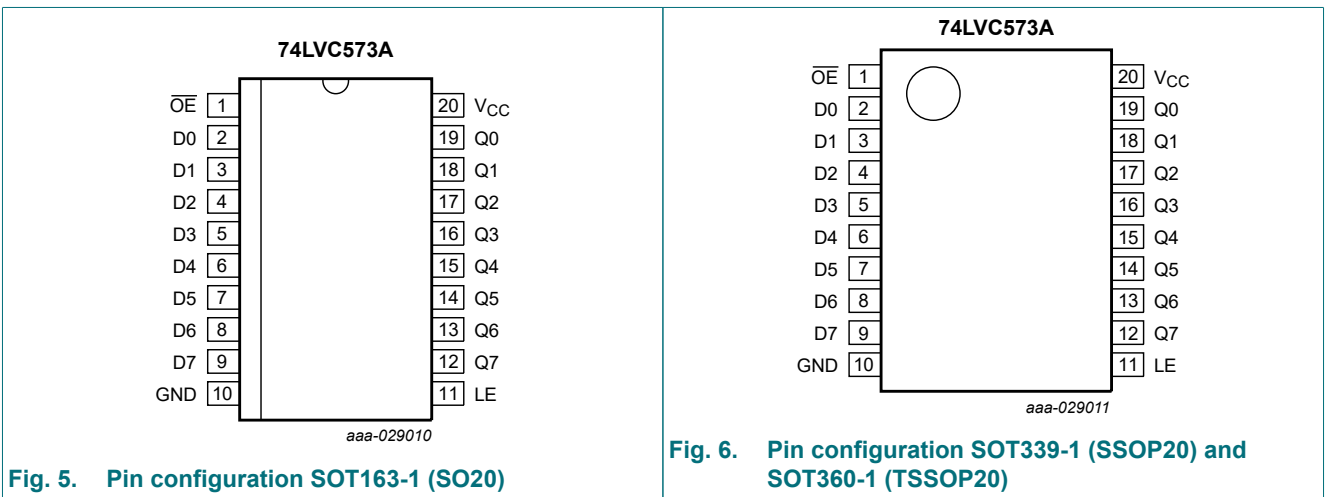 74LVC573A
OE 1 20 VCC
D0 2 19 Q0
D1 3 18 Q1
D2 4 17 Q2
D3 5 16 Q3
D4 6 15 Q4
D5 7 14 Q5
D6 8 13 Q6
D7 9 12 Q7
GND 10 11 LE
aaa-029010
Fig. 5. Pin configuration SOT163-1 (SO20)
74LVC573A
OE 1 20 VCC
D0 2 19 Q0
D1 3 18 Q1
D2 4 17 Q2
D3 5 16 Q3
D4 6 15 Q4
D5 7 14 Q5
D6 8 13 Q6
D7 9 12 Q7
GND 10 11 LE
aaa-029011
Fig. 6. Pin configuration SOT339-1 (SSOP20) and
SOT360-1 (TSSOP20)